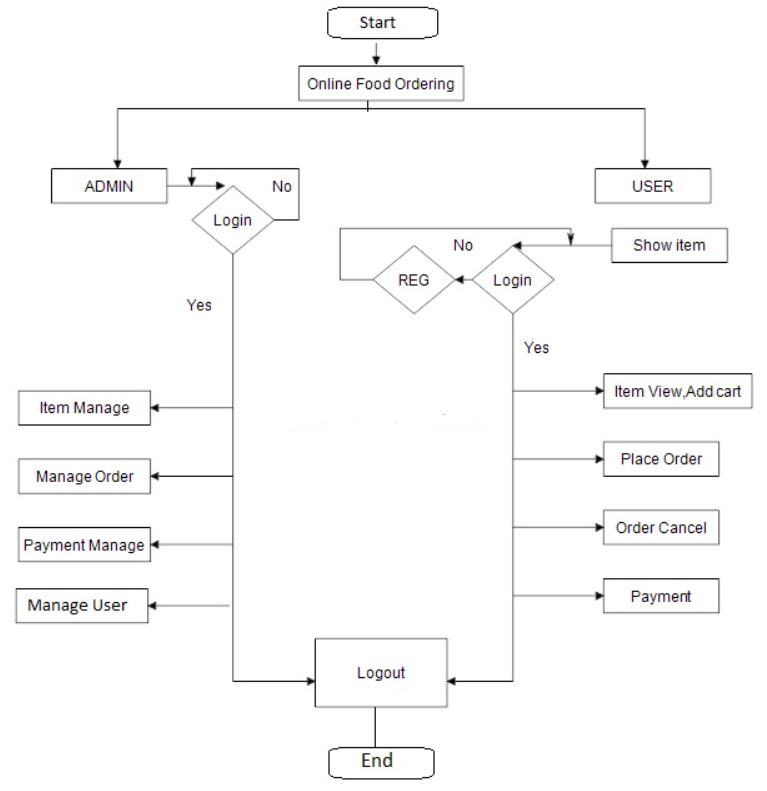 Start
Online Food Ordering
ADMIN
USER
No
Login
Show item
No
REG
Login
Yes
Yes
Item View,Add cart
Item Manage
Place Order
Manage Order
Order Cancel
Payment Manage
Payment
Manage User
Logout
End